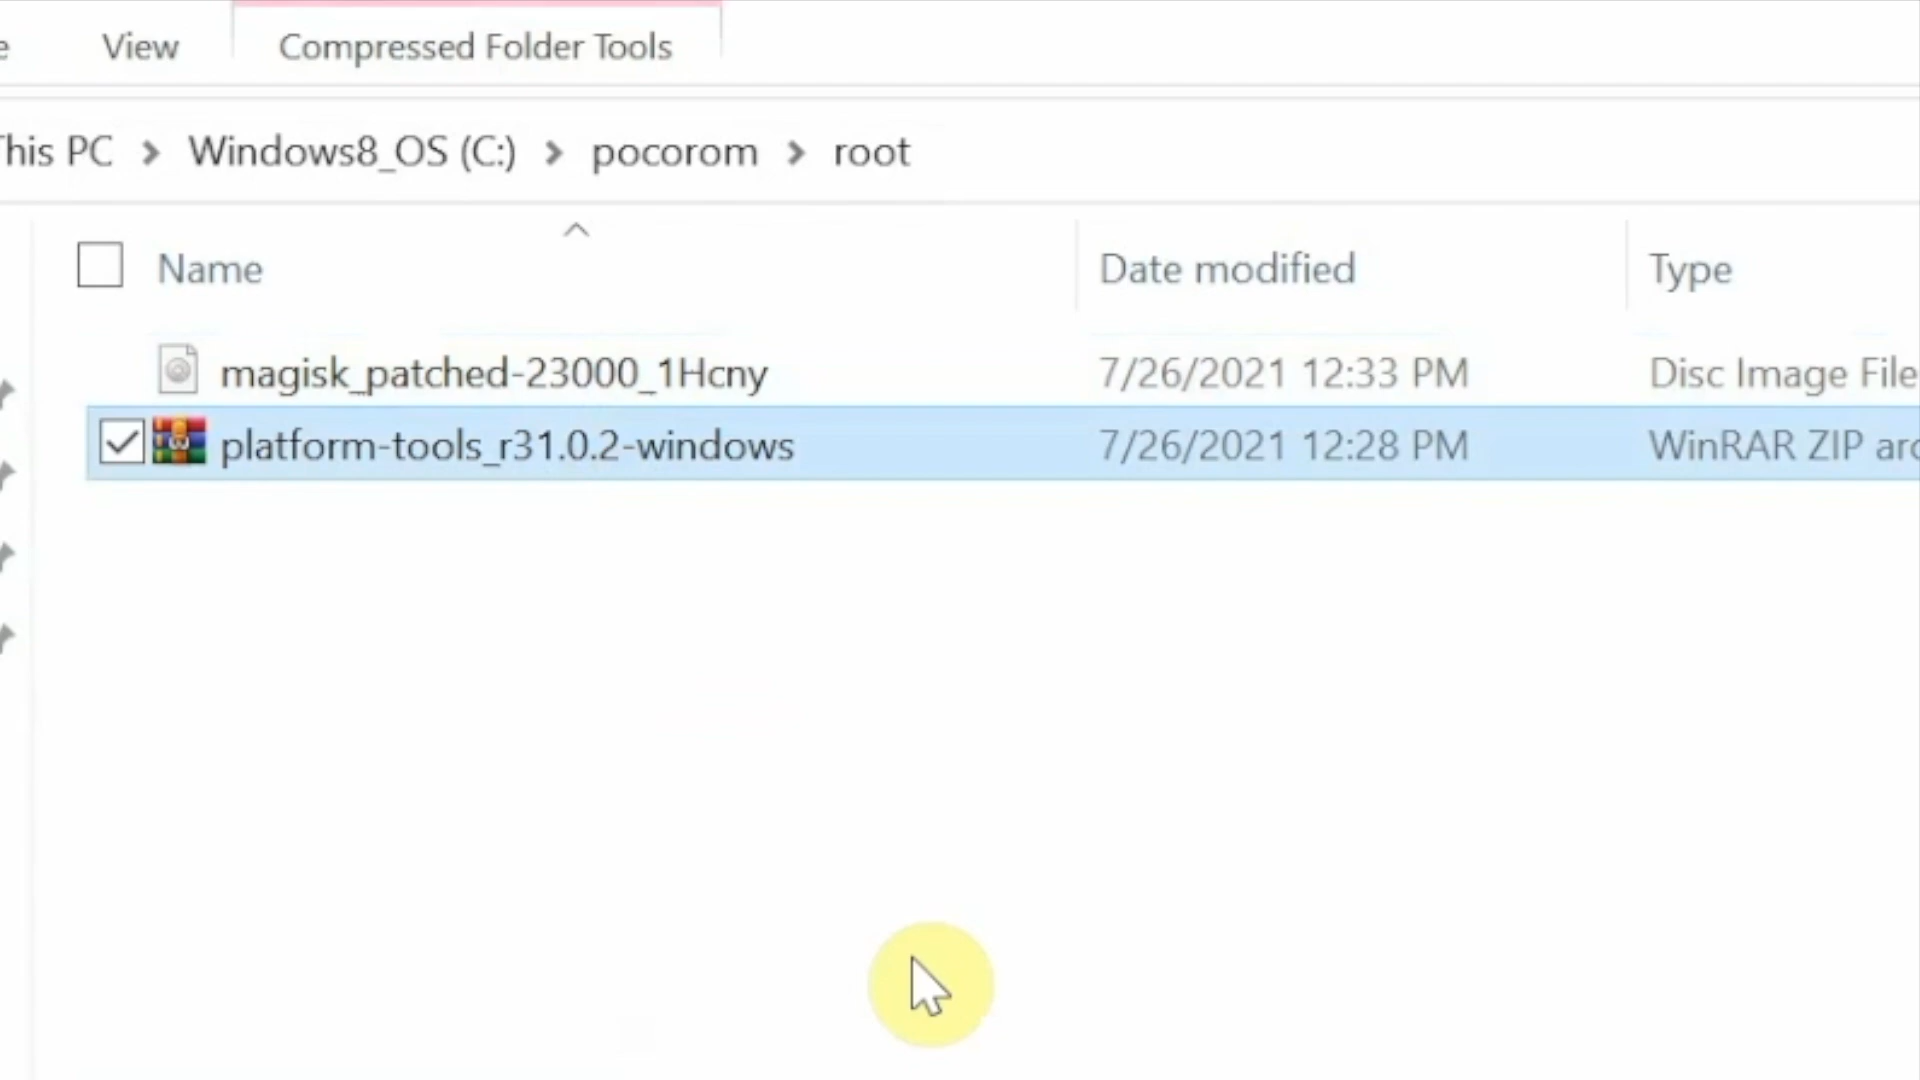 View Compressed Folder Tools
This PC > Windows8_OS (C:) > pocorom > root
Name Date modified Type
magisk_patched-23000_1Hcny 7/26/2021 12:33 PM Disc Image File
platform-tools_r31.0.2-windows 7/26/2021 12:28 PM WinRAR ZIP arc